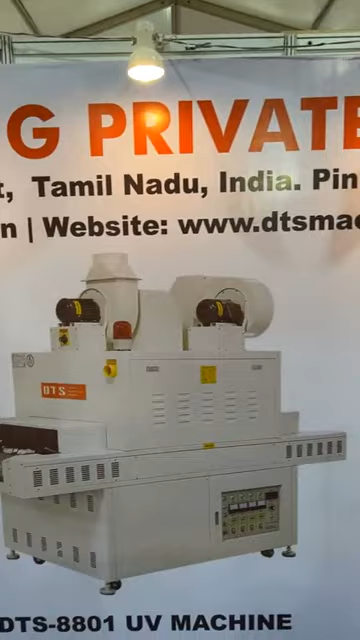 G PRIVATE
t, Tamil Nadu, India. Pin
n | Website: www.dtsmac
DTS
DTS-8801 UV MACHINE